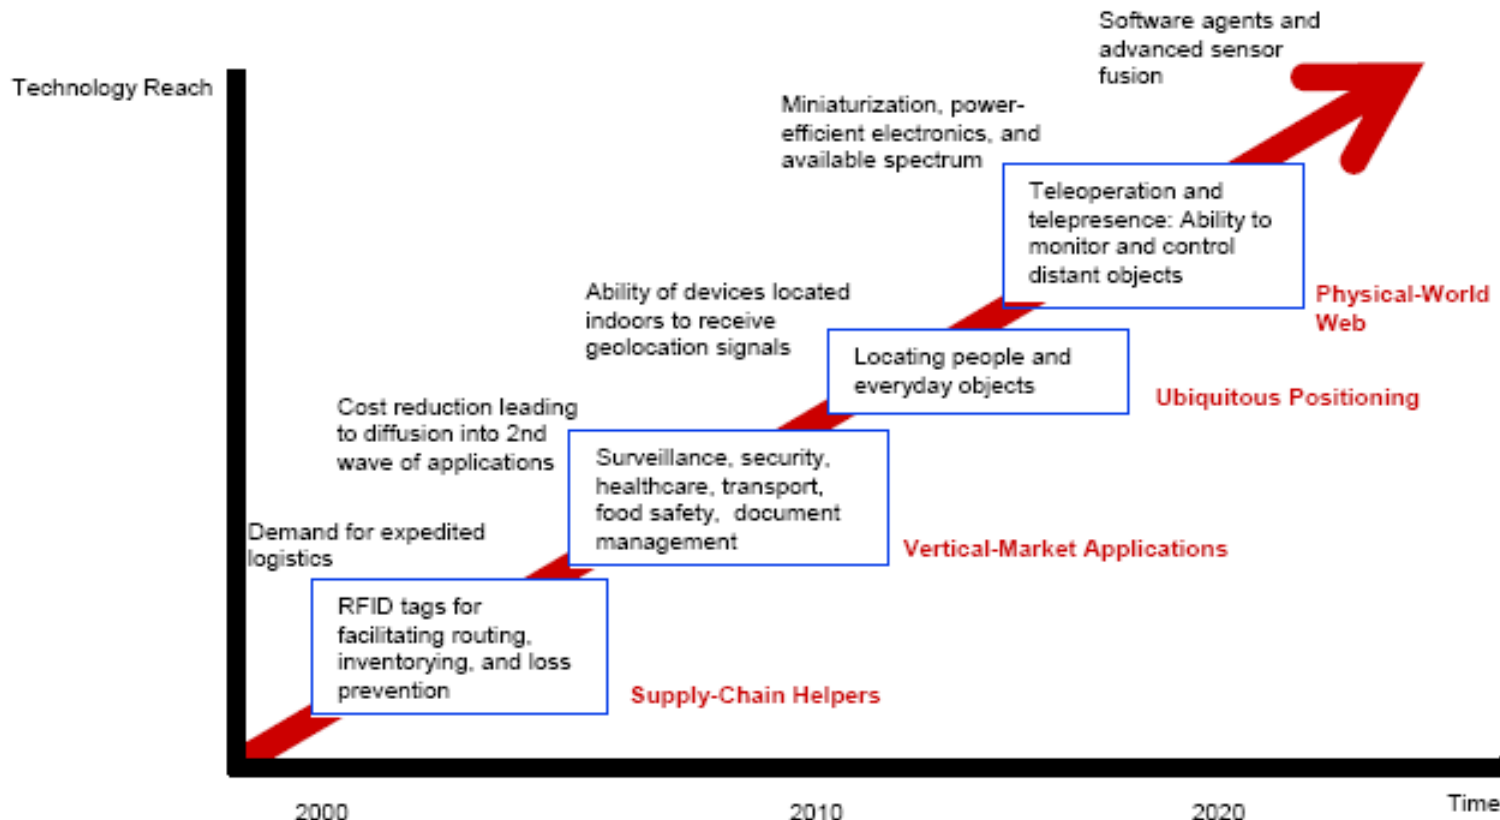 Software agents and
advanced sensor
fusion
Technology Reach
Miniaturization, power-
efficient electronics, and
available spectrum
Teleoperation and
telepresence: Ability to
monitor and control
distant objects
Physical-World
Web
Ability of devices located
indoors to receive
geolocation signals
Locating people and
everyday objects
Ubiquitous Positioning
Cost reduction leading
to diffusion into 2nd
wave of applications
Surveillance, security,
healthcare, transport,
food safety, document
management
Vertical-Market Applications
Demand for expedited
logistics
RFID tags for
facilitating routing,
inventorying, and loss
prevention
Supply-Chain Helpers
2000
2010
2020
Time